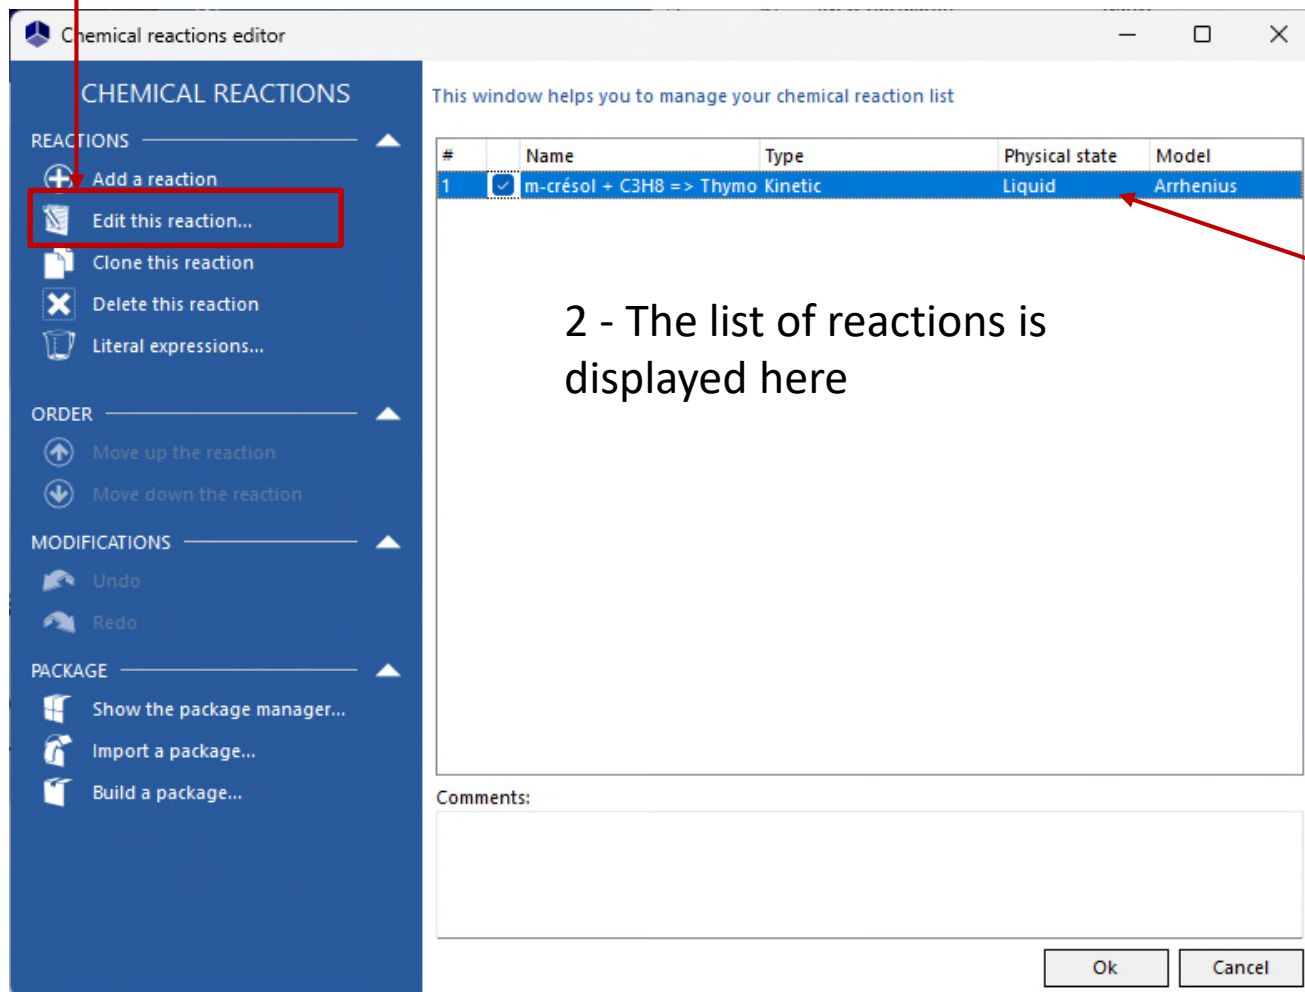 Chemical reactions editor
CHEMICAL REACTIONS
This window helps you to manage your chemical reaction list
REACTIONS
Add a reaction
Edit this reaction...
Clone this reaction
Delete this reaction
Literal expressions...
ORDER
Move up the reaction
Move down the reaction
MODIFICATIONS
Undo
Redo
PACKAGE
Show the package manager...
Import a package...
Build a package...
# Name Type Physical state Model
1 m-crésol + C3H8 => Thymo Kinetic Liquid Arrhenius
2 - The list of reactions is
displayed here
Comments:
Ok Cancel